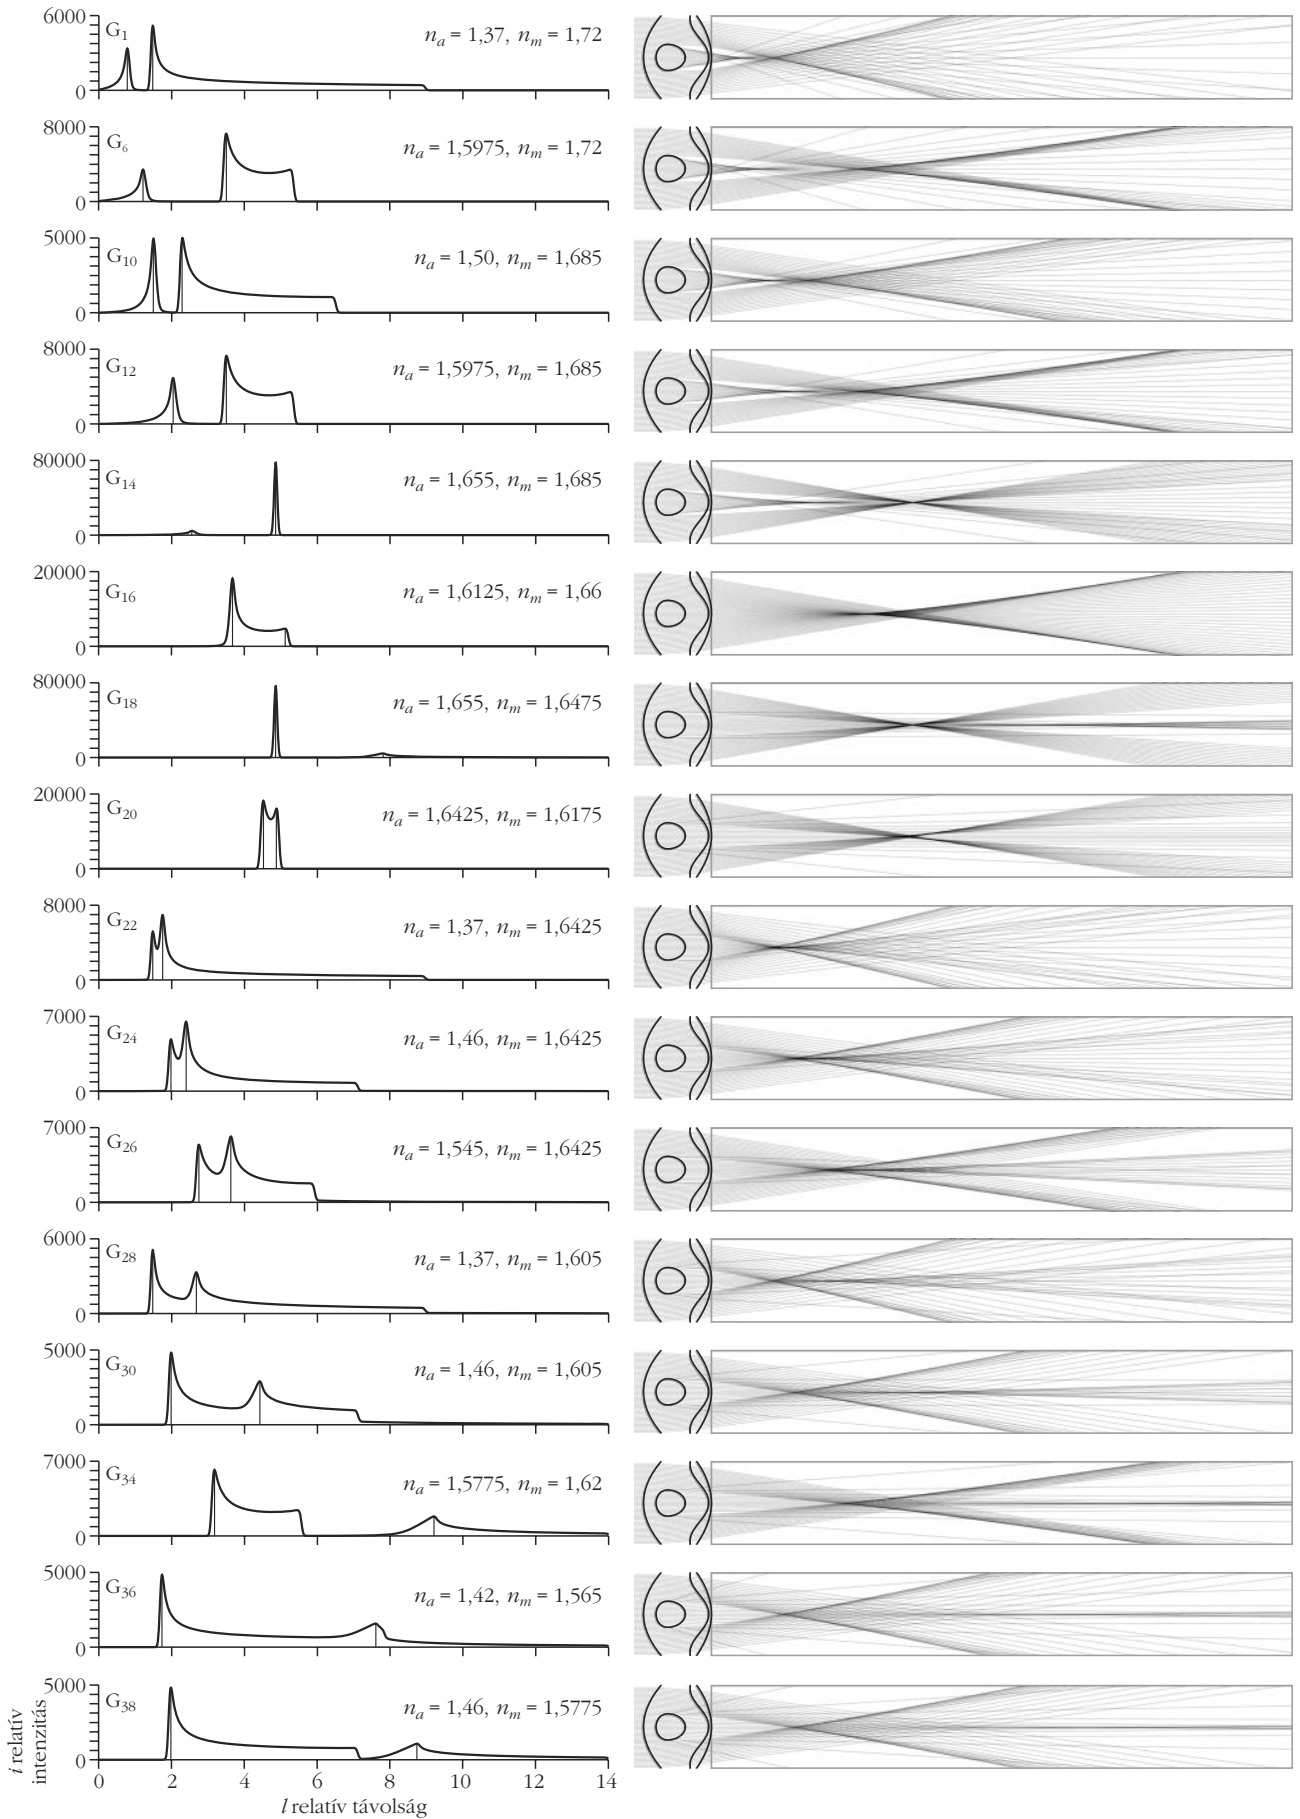 6000
G1
nₐ = 1,37, nₘ = 1,72
0
8000
G6
nₐ = 1,5975, nₘ = 1,72
0
5000
G10
nₐ = 1,50, nₘ = 1,685
0
8000
G12
nₐ = 1,5975, nₘ = 1,685
0
80000
G14
nₐ = 1,655, nₘ = 1,685
0
20000
G16
nₐ = 1,6125, nₘ = 1,66
0
80000
G18
nₐ = 1,655, nₘ = 1,6475
0
20000
G20
nₐ = 1,6425, nₘ = 1,6175
0
8000
G22
nₐ = 1,37, nₘ = 1,6425
0
7000
G24
nₐ = 1,46, nₘ = 1,6425
0
7000
G26
nₐ = 1,545, nₘ = 1,6425
0
6000
G28
nₐ = 1,37, nₘ = 1,605
0
5000
G30
nₐ = 1,46, nₘ = 1,605
0
7000
G34
nₐ = 1,5775, nₘ = 1,62
0
5000
G36
nₐ = 1,42, nₘ = 1,565
0
5000
G38
nₐ = 1,46, nₘ = 1,5775
0
i relatív
intenzitás
0 2 4 6 8 10 12 14
l relatív távolság